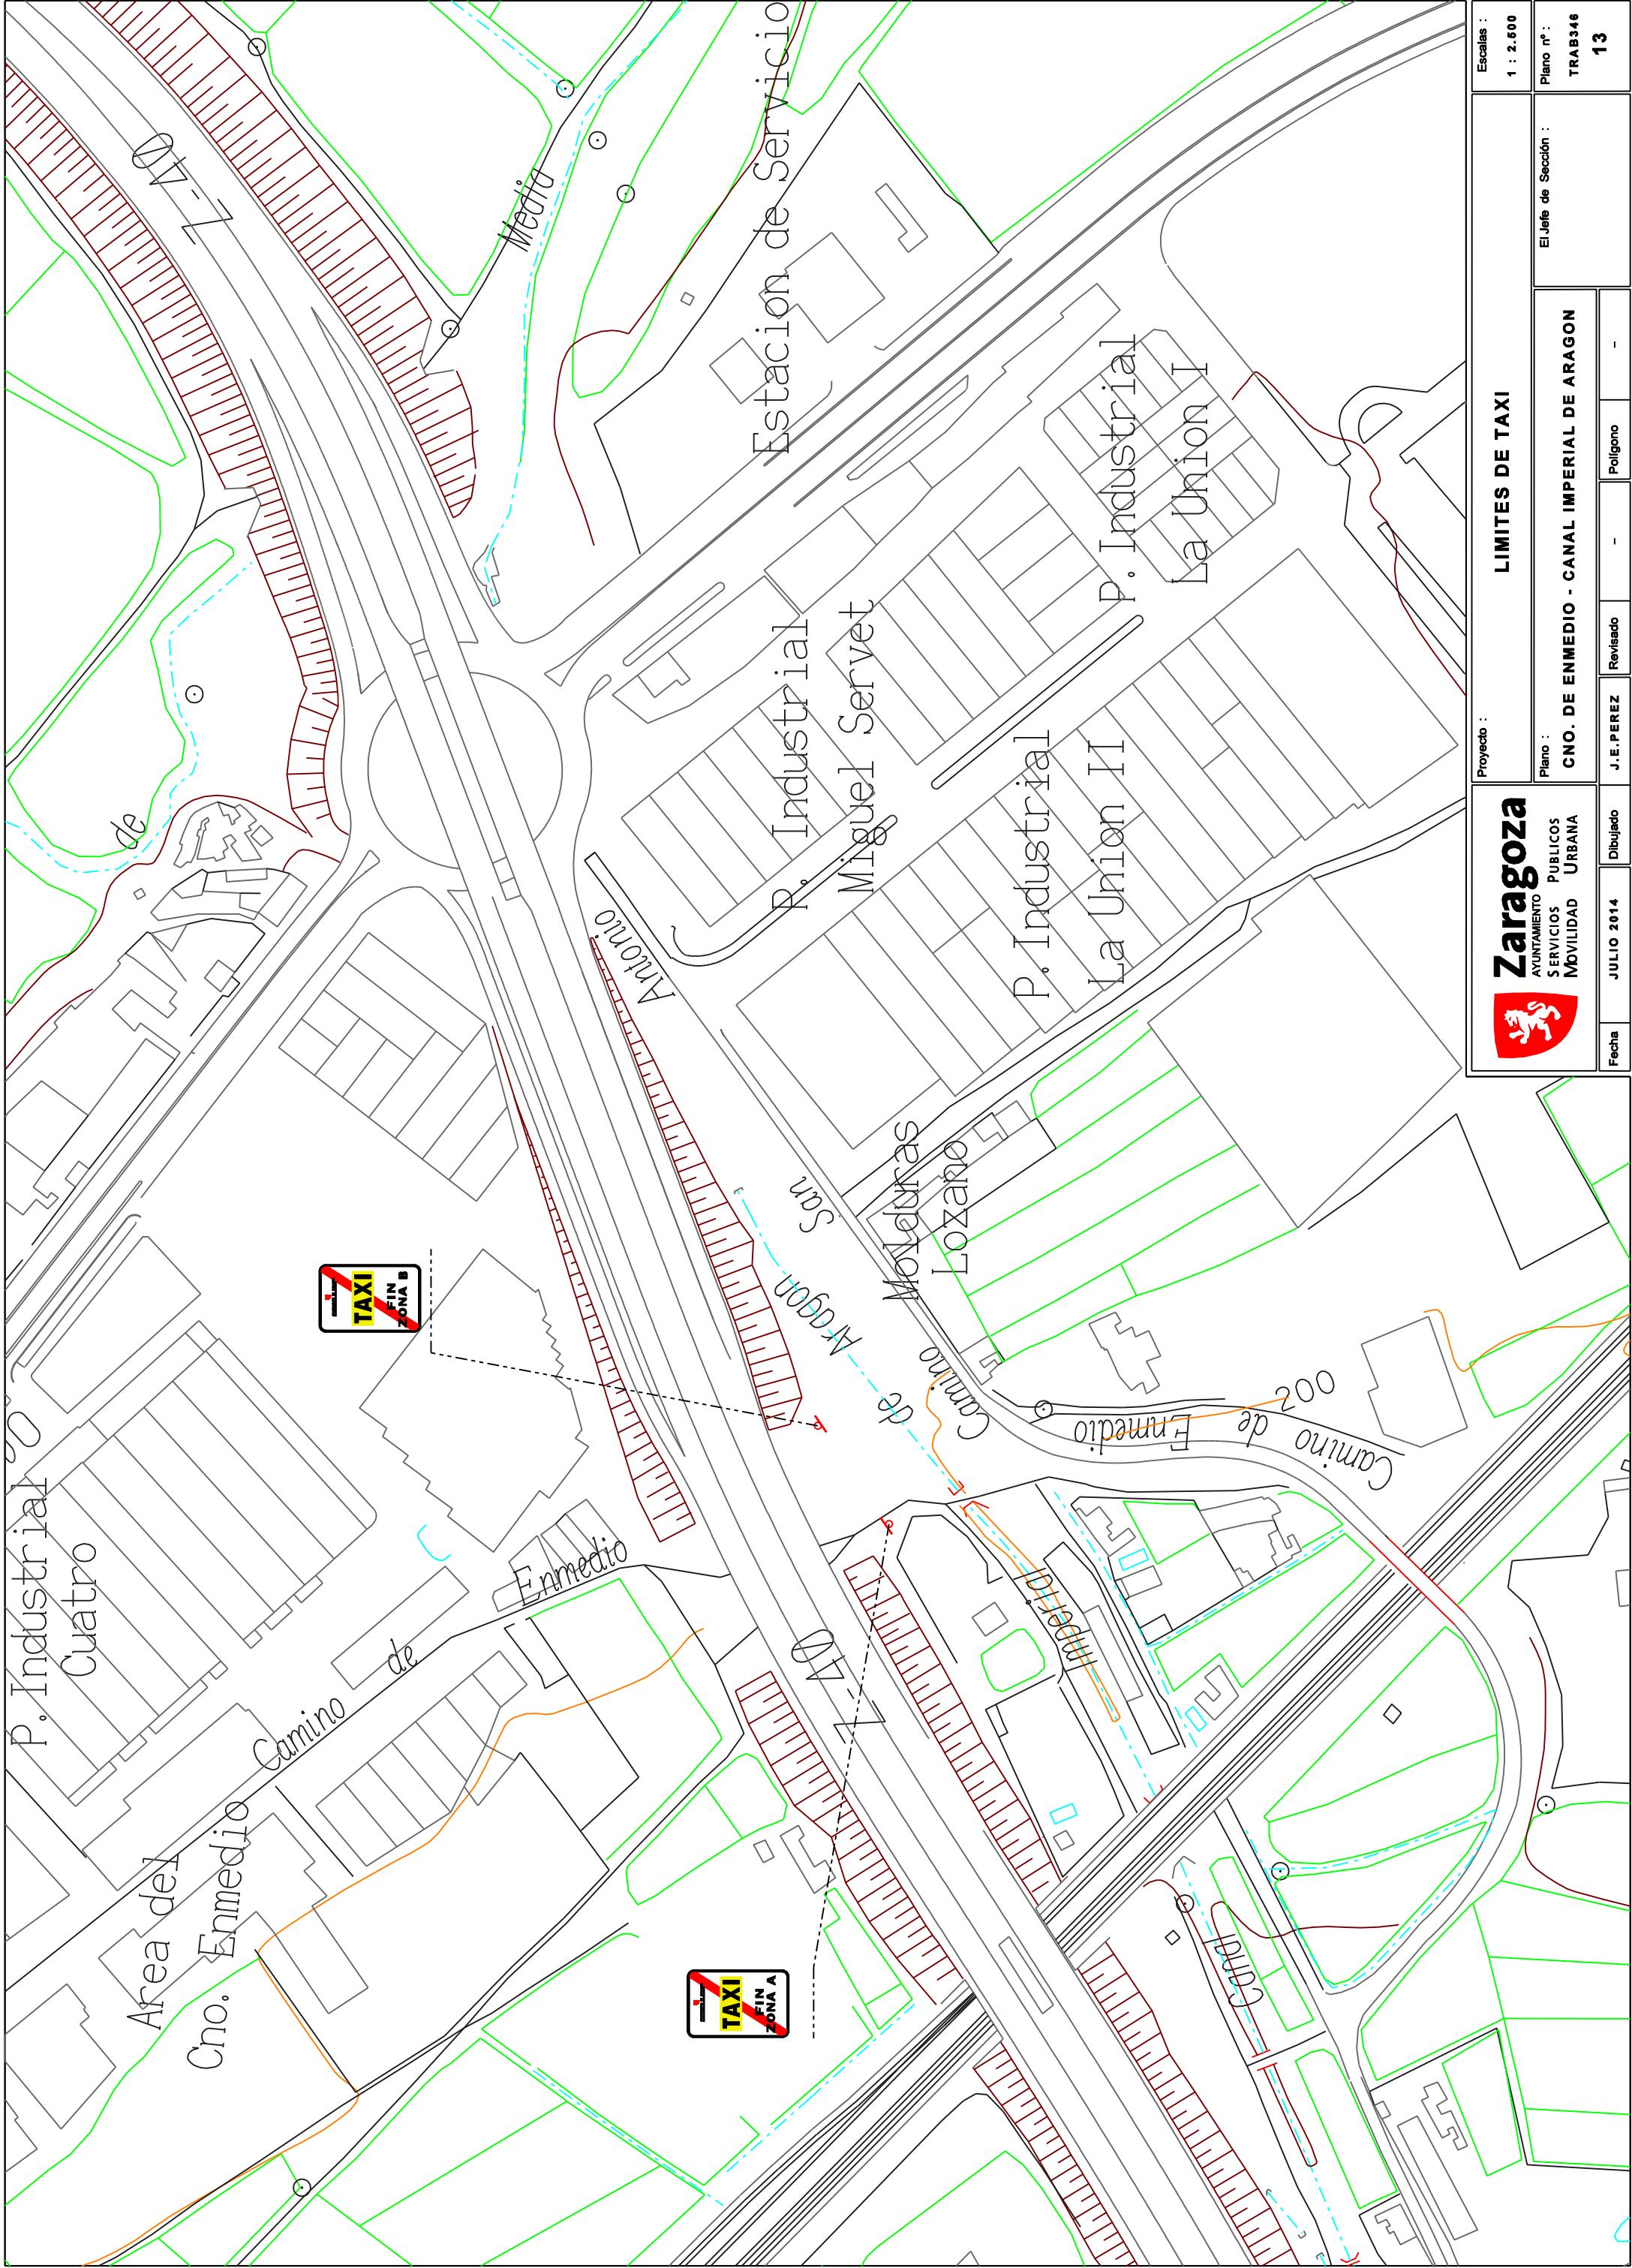 Z-40
Medio
Estacion de Servicio
de
P. Industrial
Miguel Servet
P. Industrial
La Union I
P. Industrial
La Union II
Antonio
San
Camino
Molduras
Lozano
Aragon
de
Imperial
Canal
Camino de Enmedio
002
P. Industrial
Cuatro
Camino de Enmedio
Area del
Cno. Enmedio
Z-40
TAXI
FIN
ZONA B
TAXI
FIN
ZONA A
Zaragoza
AYUNTAMIENTO
SERVICIOS PUBLICOS
MOVILIDAD URBANA
Proyecto :
LIMITES DE TAXI
Escalas :
1 : 2.500
Plano :
CNO. DE ENMEDIO - CANAL IMPERIAL DE ARAGON
El Jefe de Sección :
Plano nº :
TRAB346
13
Fecha
JULIO 2014
Dibujado
J.E.PEREZ
Revisado
-
Polígono
-